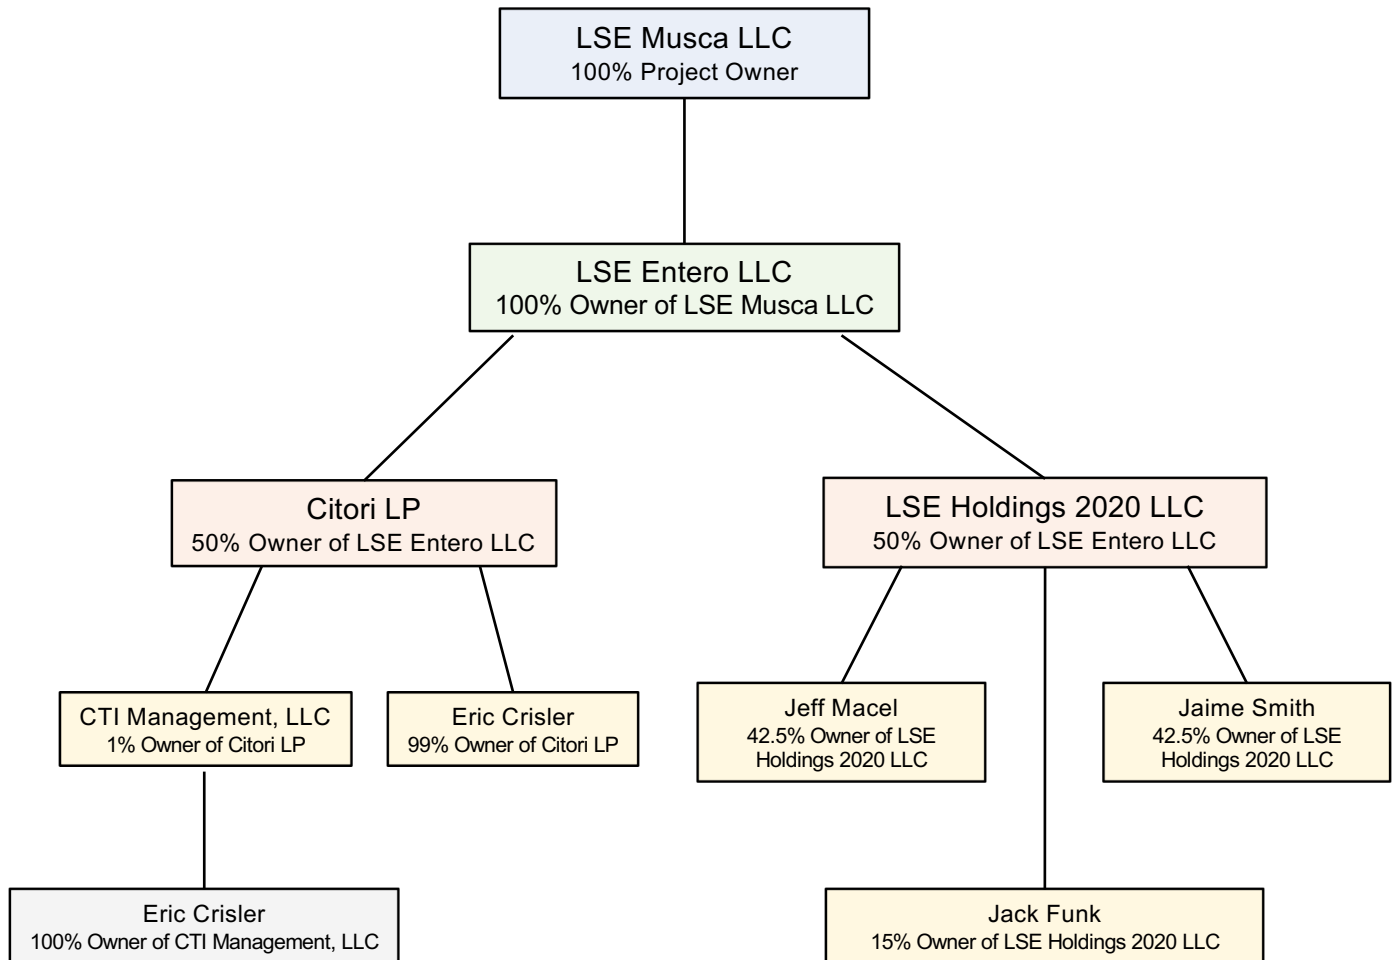 LSE Musca LLC
100% Project Owner
LSE Entero LLC
100% Owner of LSE Musca LLC
Citori LP
50% Owner of LSE Entero LLC
LSE Holdings 2020 LLC
50% Owner of LSE Entero LLC
CTI Management, LLC
1% Owner of Citori LP
Eric Crisler
99% Owner of Citori LP
Jeff Macel
42.5% Owner of LSE
Holdings 2020 LLC
Jaime Smith
42.5% Owner of LSE
Holdings 2020 LLC
Eric Crisler
100% Owner of CTI Management, LLC
Jack Funk
15% Owner of LSE Holdings 2020 LLC